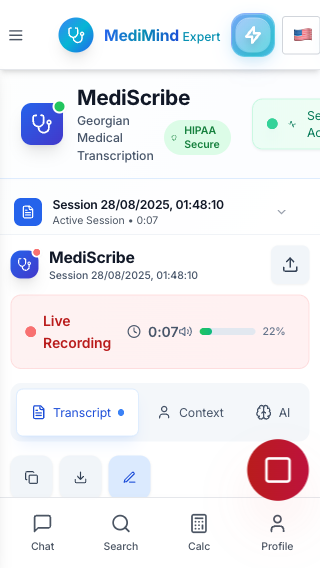 MediMind Expert
MediScribe
Georgian
Medical
Transcription
HIPAA
Secure
Session 28/08/2025, 01:48:10
Active Session • 0:07
MediScribe
Session 28/08/2025, 01:48:10
Live
Recording
0:07
22%
Transcript
Context
AI
Chat
Search
Calc
Profile